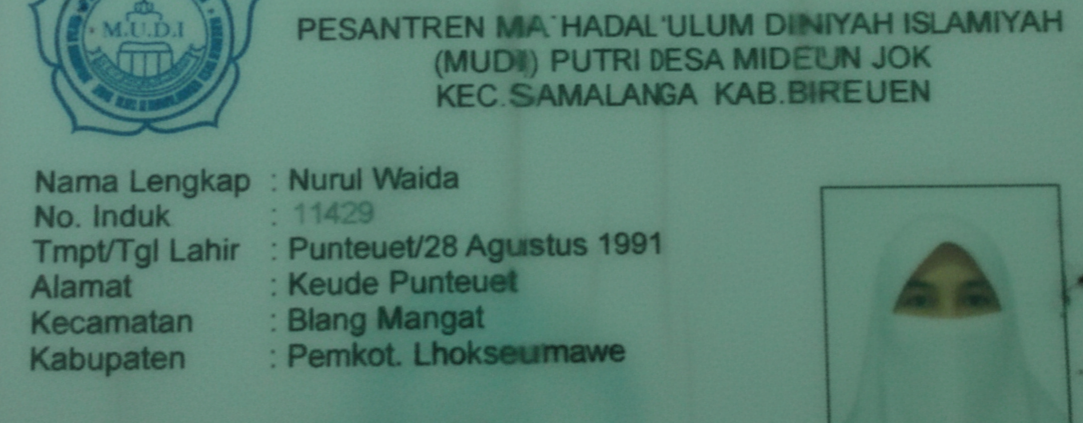 M.U.D.I
PESANTREN MA'HADAL'ULUM DINIYAH ISLAMIYAH
(MUDI) PUTRI DESA MIDEUN JOK
KEC.SAMALANGA KAB.BIREUEN
Nama Lengkap : Nurul Waida
No. Induk : 11429
Tmpt/Tgl Lahir : Punteuet/28 Agustus 1991
Alamat : Keude Punteuet
Kecamatan : Blang Mangat
Kabupaten : Pemkot. Lhokseumawe